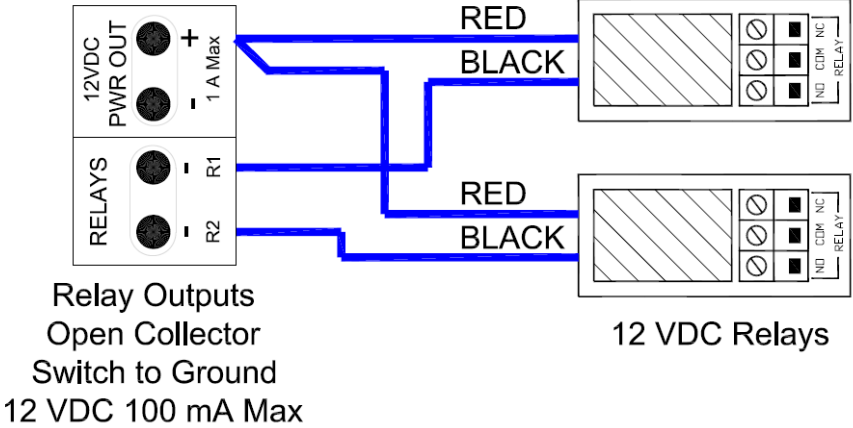 12VDC
PWR OUT
+
-
1 A Max
RELAYS
-
R1
-
R2
RED
BLACK
RED
BLACK
NC
COM
NO
RELAY
NC
COM
NO
RELAY
Relay Outputs
Open Collector
Switch to Ground
12 VDC 100 mA Max
12 VDC Relays